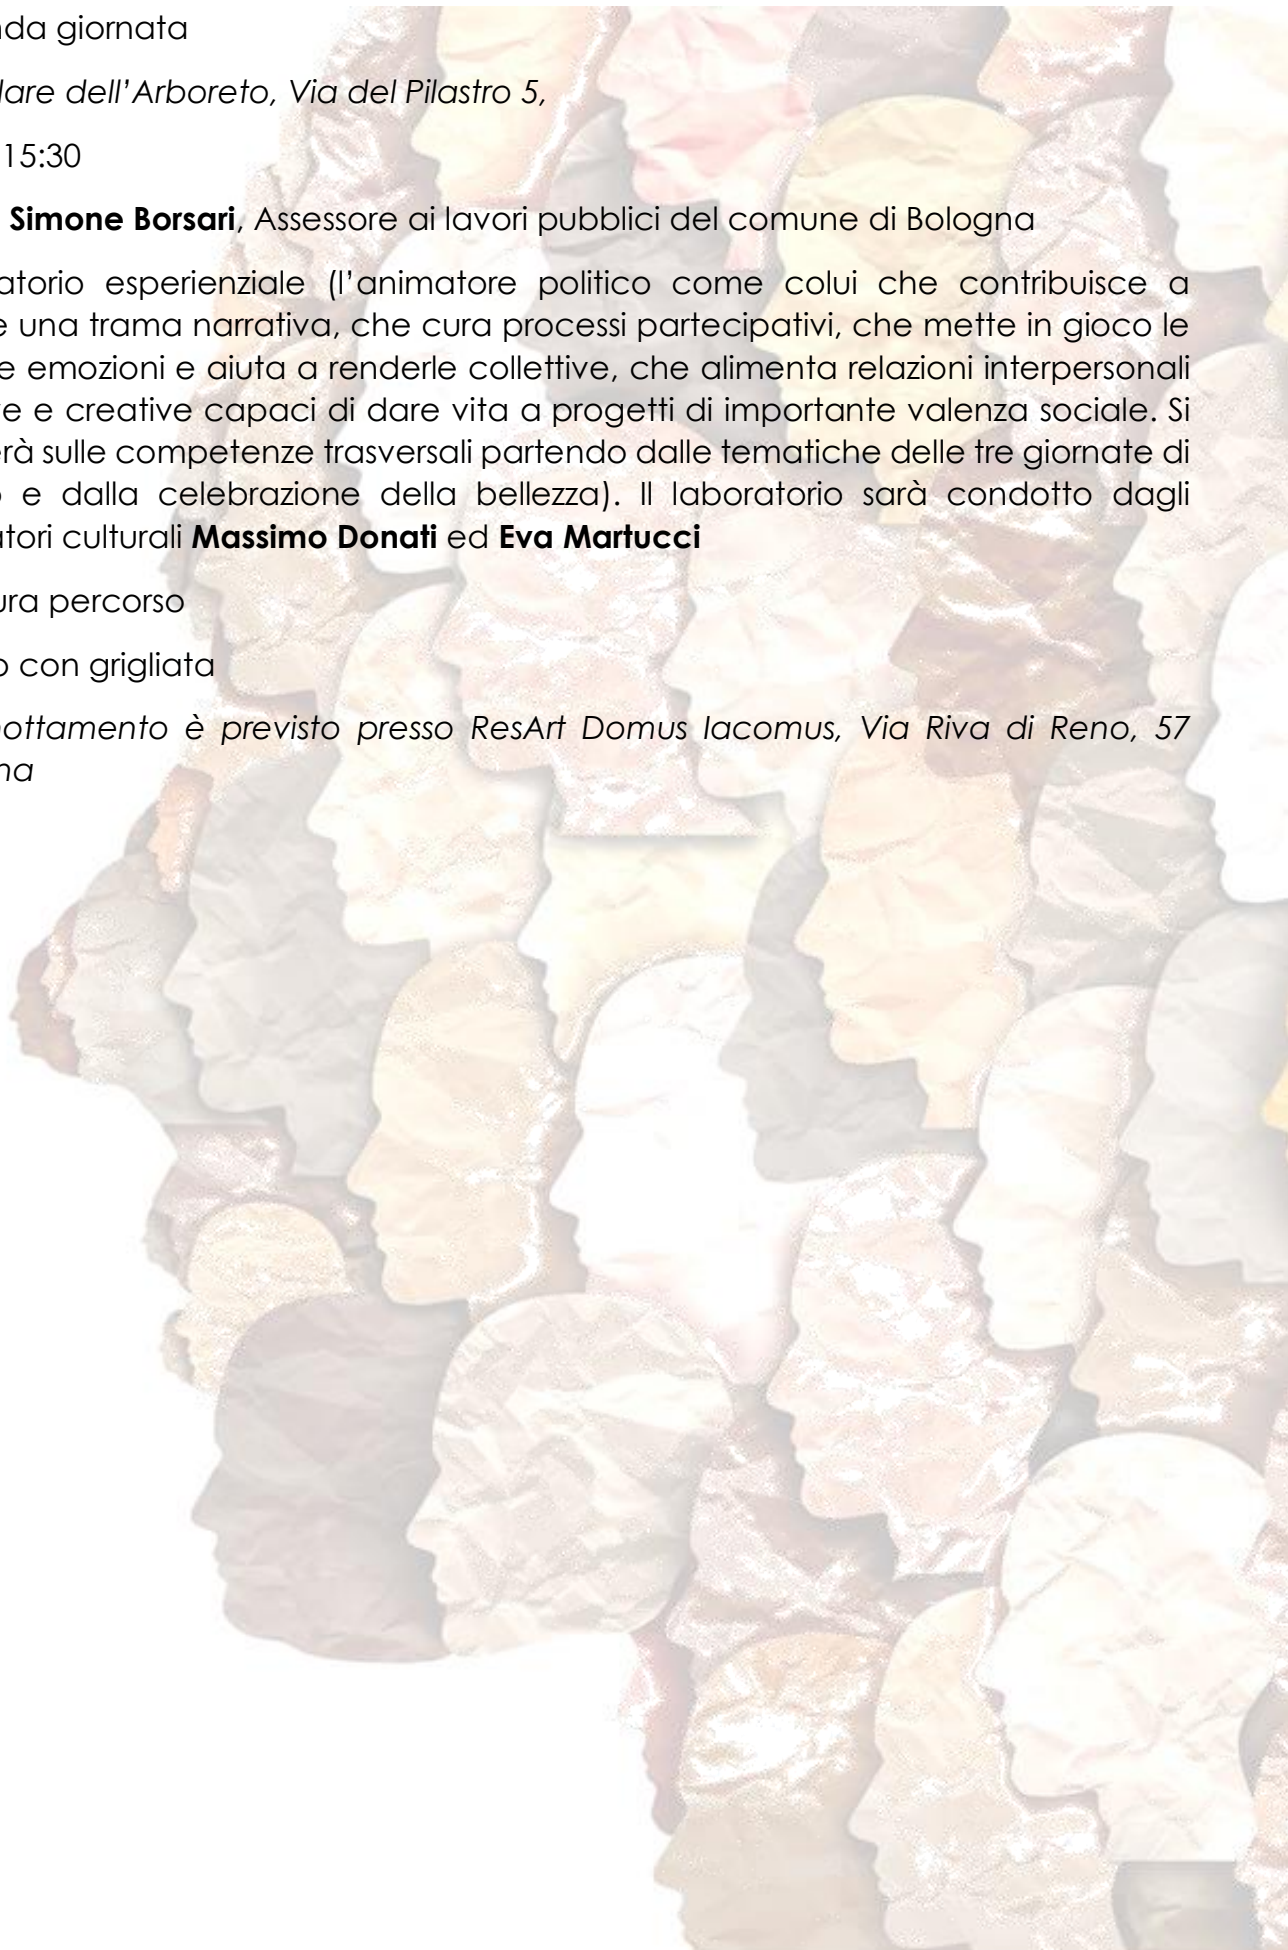 nda giornata
lare dell'Arboreto, Via del Pilastro 5,
15:30
Simone Borsari, Assessore ai lavori pubblici del comune di Bologna
atorio esperienziale (l'animatore politico come colui che contribuisce a
e una trama narrativa, che cura processi partecipativi, che mette in gioco le
e emozioni e aiuta a renderle collettive, che alimenta relazioni interpersonali
ve e creative capaci di dare vita a progetti di importante valenza sociale. Si
erà sulle competenze trasversali partendo dalle tematiche delle tre giornate di
o e dalla celebrazione della bellezza). Il laboratorio sarà condotto dagli
atori culturali Massimo Donati ed Eva Martucci
ura percorso
o con grigliata
nottamento è previsto presso ResArt Domus Iacomus, Via Riva di Reno, 57
na